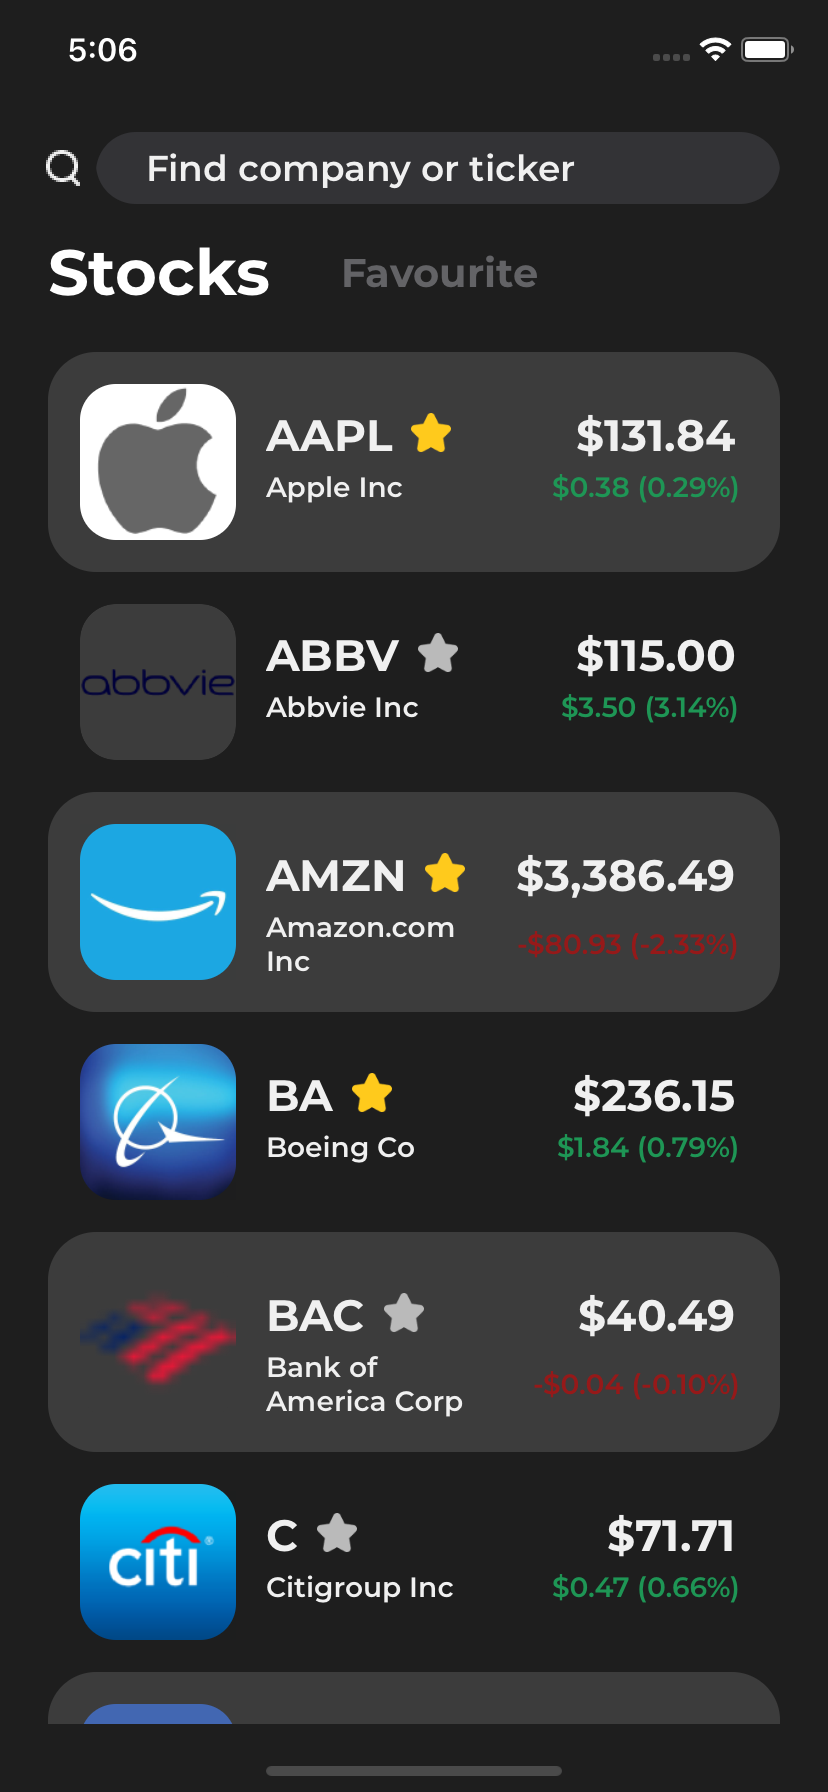 5:06
Find company or ticker
Stocks Favourite
AAPL $131.84
Apple Inc $0.38 (0.29%)
abbvie
ABBV $115.00
Abbvie Inc $3.50 (3.14%)
AMZN $3,386.49
Amazon.com
Inc
-$80.93 (-2.33%)
BA $236.15
Boeing Co $1.84 (0.79%)
BAC $40.49
Bank of
America Corp
-$0.04 (-0.10%)
citi®
C $71.71
Citigroup Inc $0.47 (0.66%)